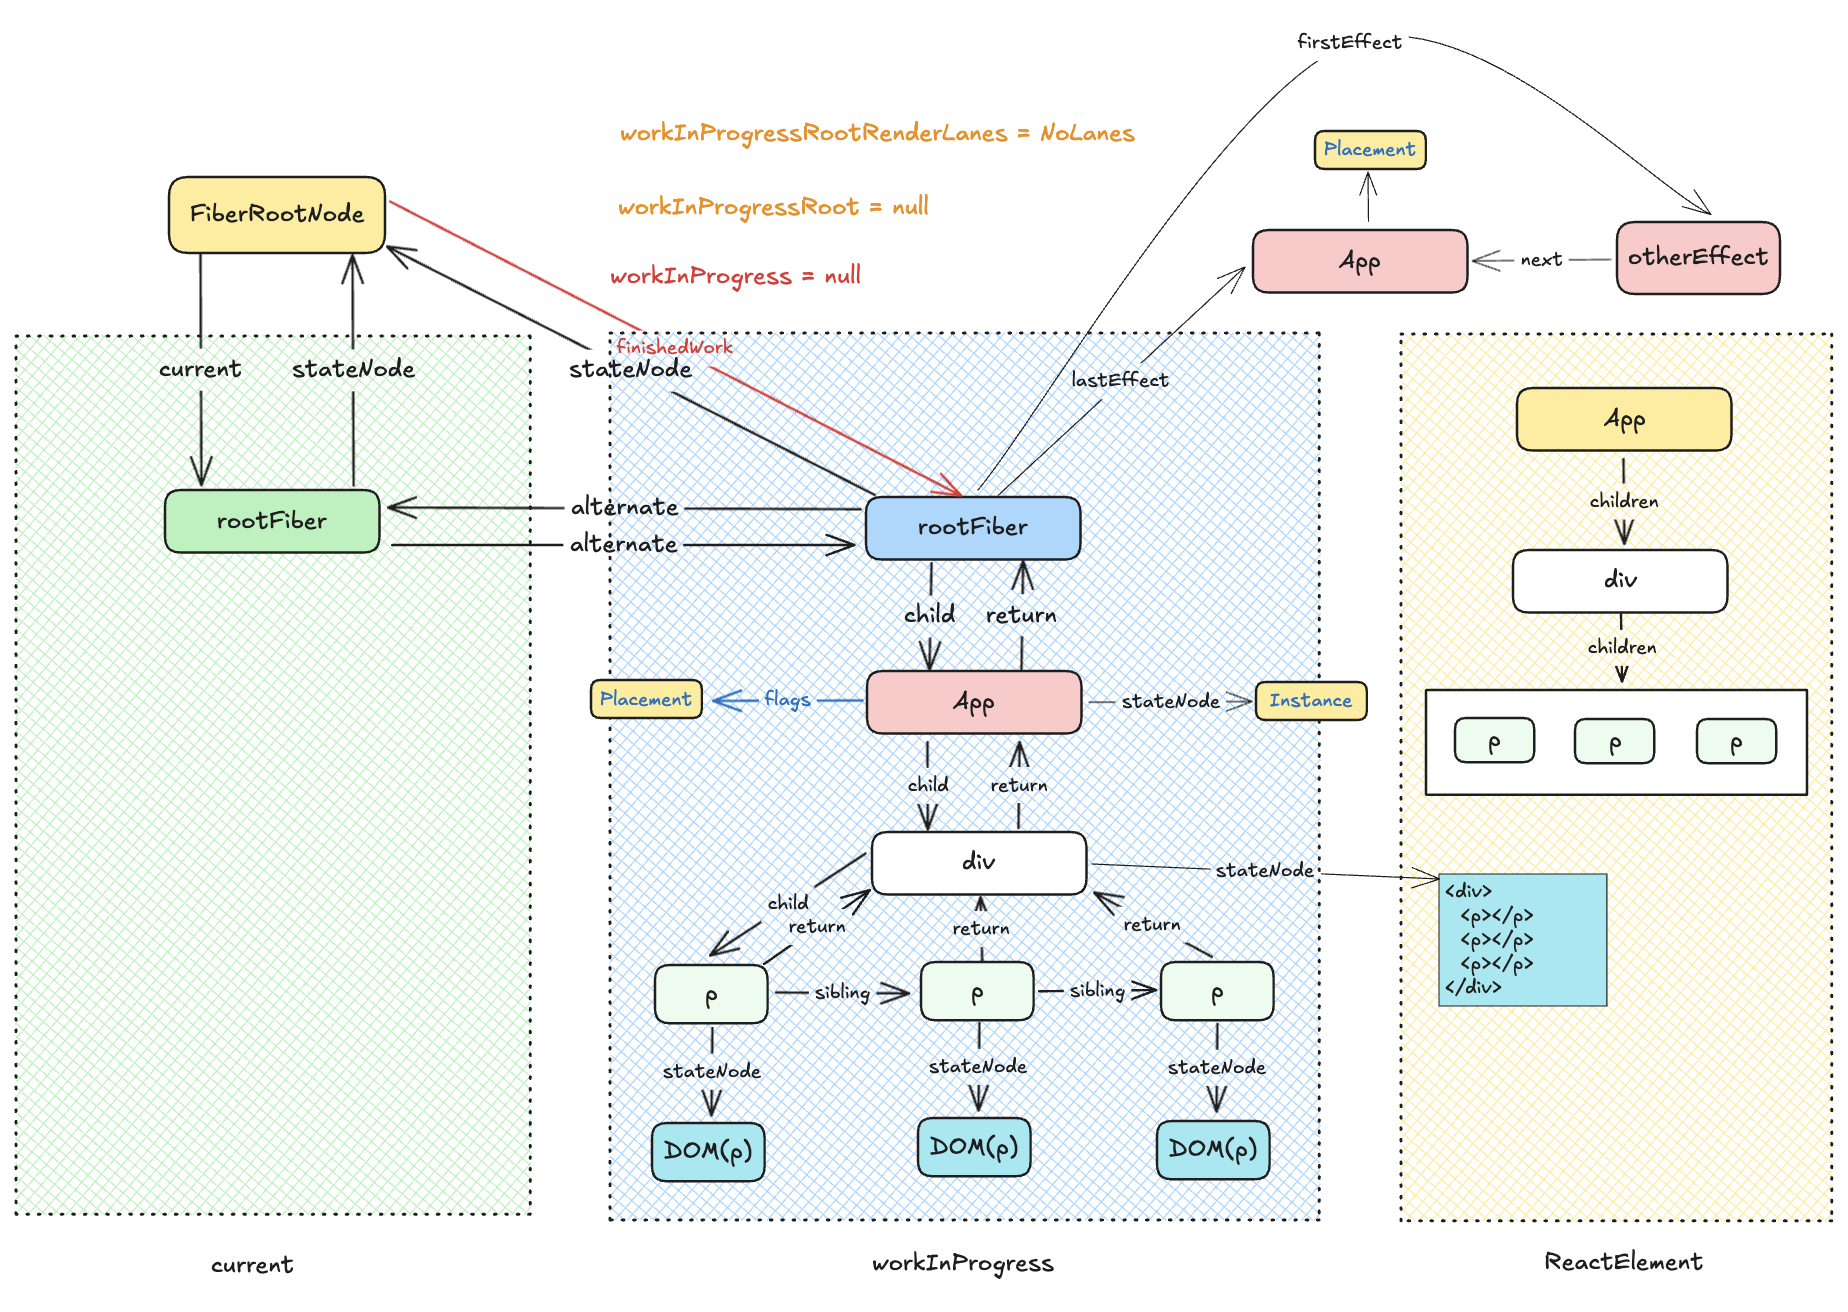 firstEffect
workInProgressRootRenderLanes = NoLanes
Placement
FiberRootNode
workInProgressRoot = null
App
next
otherEffect
workInProgress = null
finishedWork
current
stateNode
stateNode
lastEffect
App
children
rootFiber
alternate
alternate
rootFiber
div
child
return
children
Placement
flags
App
stateNode
Instance
p
p
p
child
return
div
stateNode
<div>
<p></p>
<p></p>
<p></p>
</div>
child
return
return
return
p
sibling
p
sibling
p
stateNode
stateNode
stateNode
DOM(p)
DOM(p)
DOM(p)
current
workInProgress
ReactElement